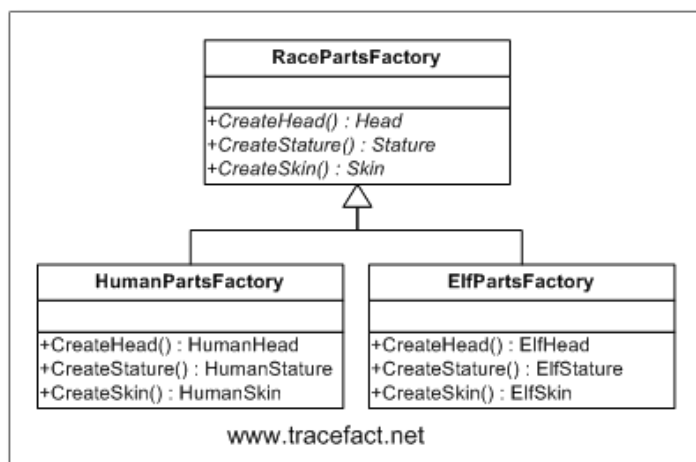 RacePartsFactory
+CreateHead() : Head
+CreateStature() : Stature
+CreateSkin() : Skin
HumanPartsFactory
+CreateHead() : HumanHead
+CreateStature() : HumanStature
+CreateSkin() : HumanSkin
ElfPartsFactory
+CreateHead() : ElfHead
+CreateStature() : ElfStature
+CreateSkin() : ElfSkin
www.tracefact.net